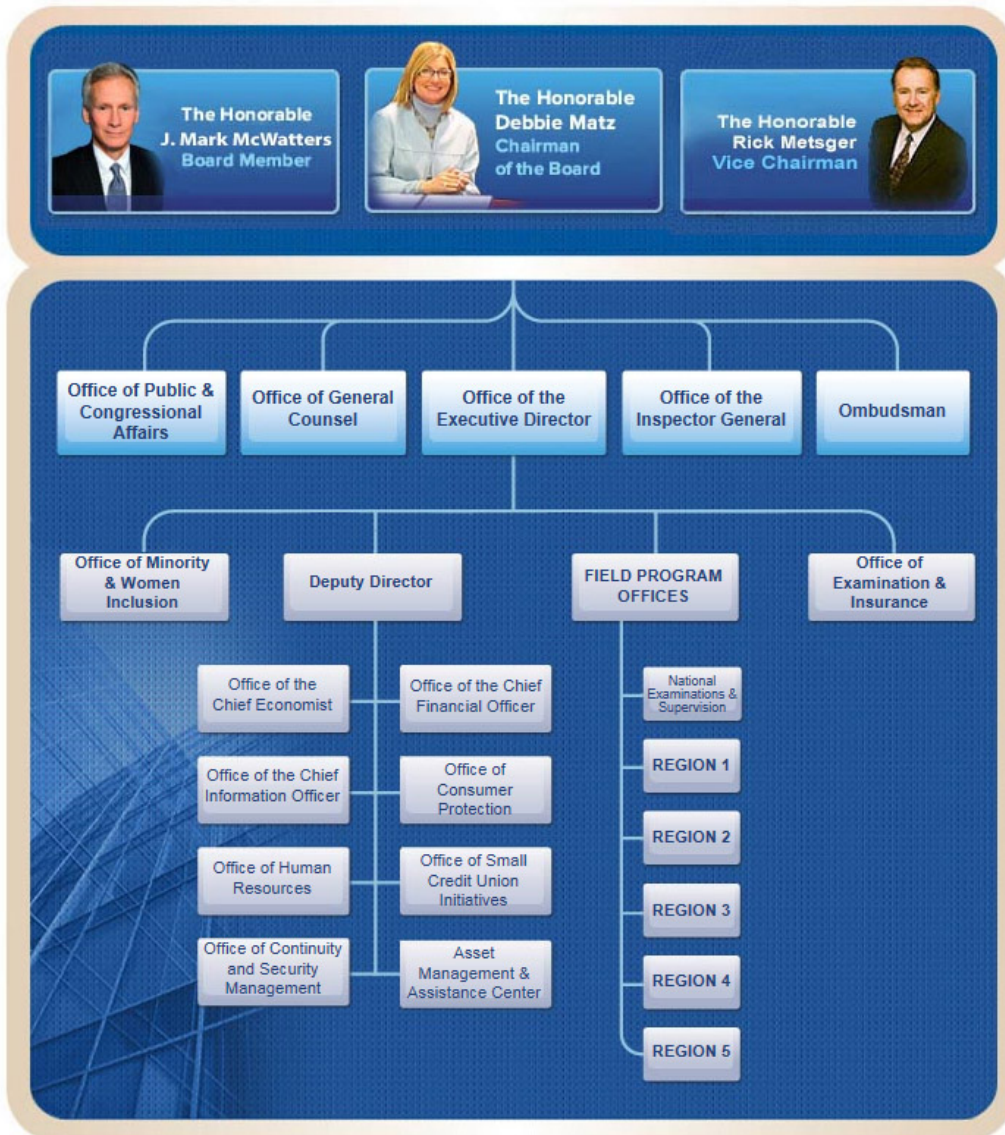 The Honorable
J. Mark McWatters
Board Member
The Honorable
Debbie Matz
Chairman
of the Board
The Honorable
Rick Metsger
Vice Chairman
Office of Public &
Congressional
Affairs
Office of General
Counsel
Office of the
Executive Director
Office of the
Inspector General
Ombudsman
Office of Minority
& Women
Inclusion
Deputy Director
FIELD PROGRAM
OFFICES
Office of
Examination &
Insurance
Office of the
Chief Economist
Office of the Chief
Financial Officer
Office of the Chief
Information Officer
Office of
Consumer
Protection
Office of Human
Resources
Office of Small
Credit Union
Initiatives
Office of Continuity
and Security
Management
Asset
Management &
Assistance Center
National
Examinations &
Supervision
REGION 1
REGION 2
REGION 3
REGION 4
REGION 5